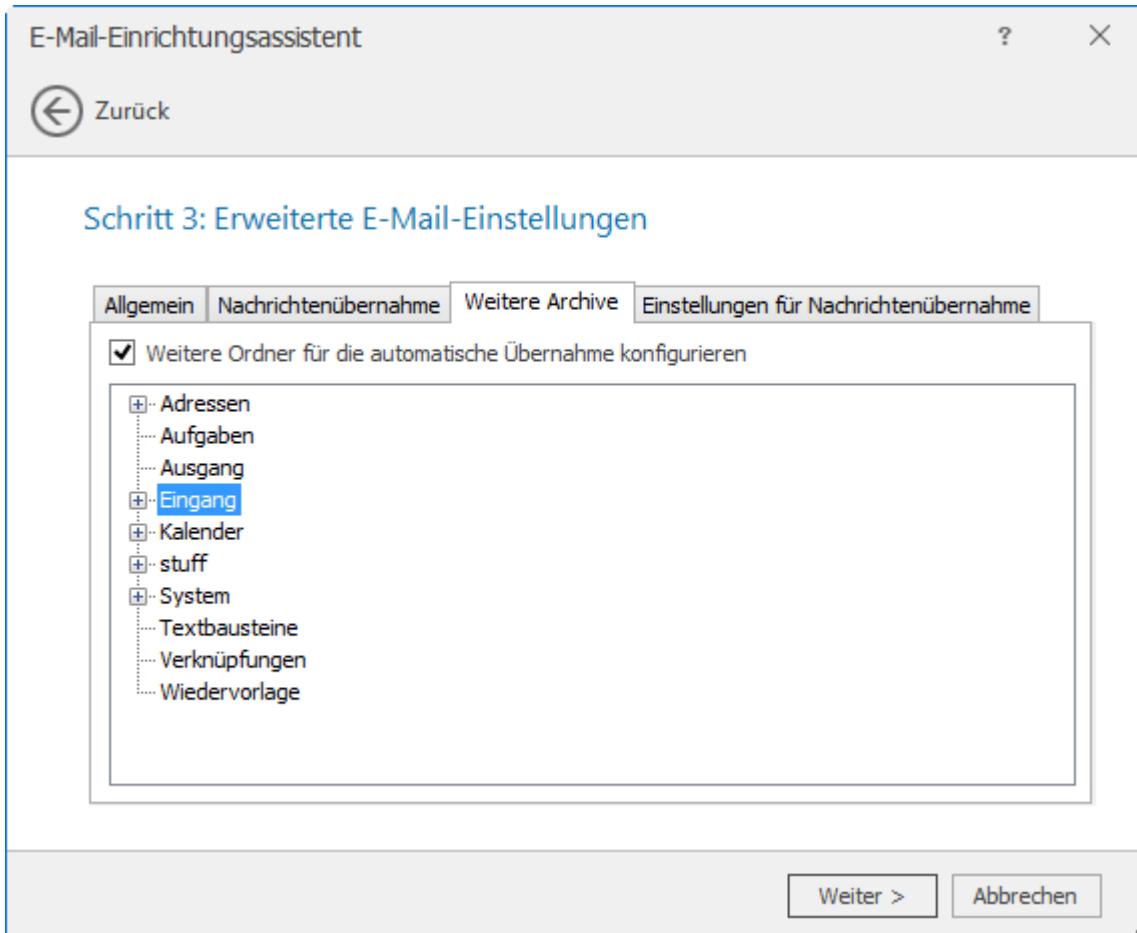 E-Mail-Einrichtungsassistent ?
Zurück
Schritt 3: Erweiterte E-Mail-Einstellungen
Allgemein Nachrichtenübernahme Weitere Archive Einstellungen für Nachrichtenübernahme
Weitere Ordner für die automatische Übernahme konfigurieren
Adressen
Aufgaben
Ausgang
Eingang
Kalender
stuff
System
Textbausteine
Verknüpfungen
Wiedervorlage
Weiter > Abbrechen